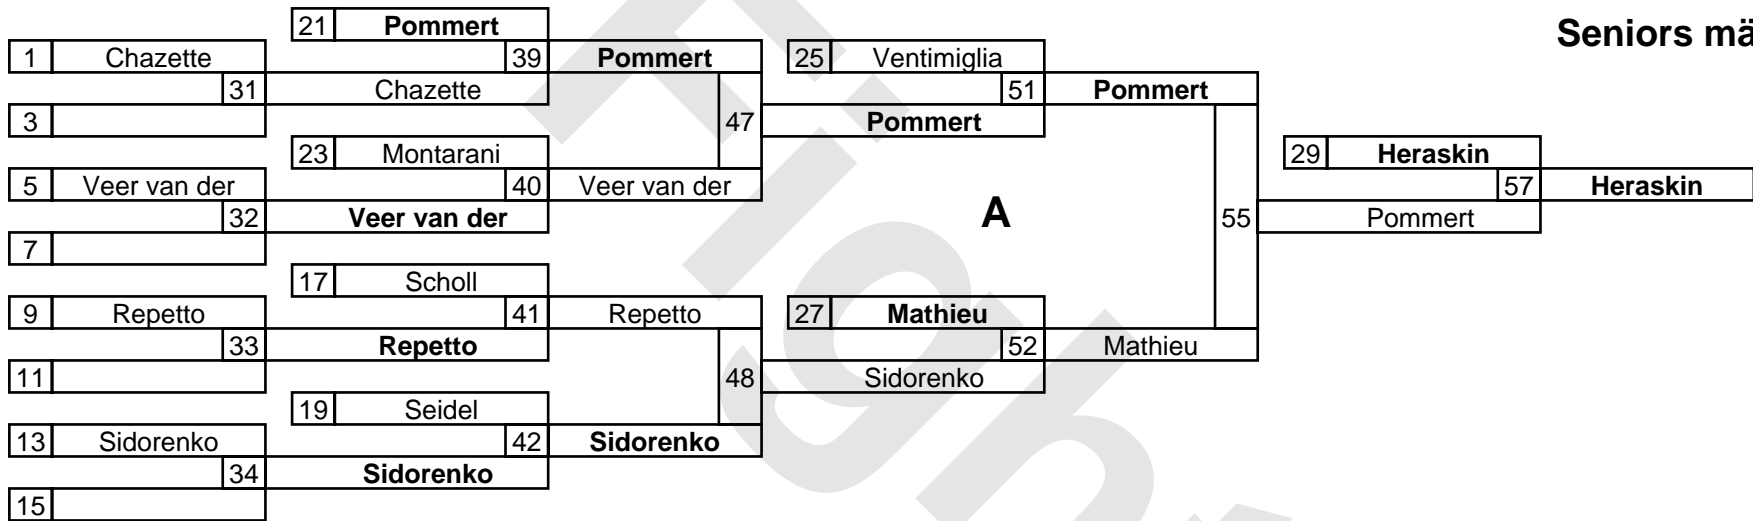 21 Pommert
Seniors mä
1 Chazette 39 Pommert 25 Ventimiglia
31 Chazette 51 Pommert
3 47 Pommert
23 Montarani 29 Heraskin
5 Veer van der 40 Veer van der 57 Heraskin
32 Veer van der A 55 Pommert
7
17 Scholl
9 Repetto 41 Repetto 27 Mathieu
33 Repetto 52 Mathieu
11 48 Sidorenko
19 Seidel
13 Sidorenko 42 Sidorenko
34 Sidorenko
15
Figh